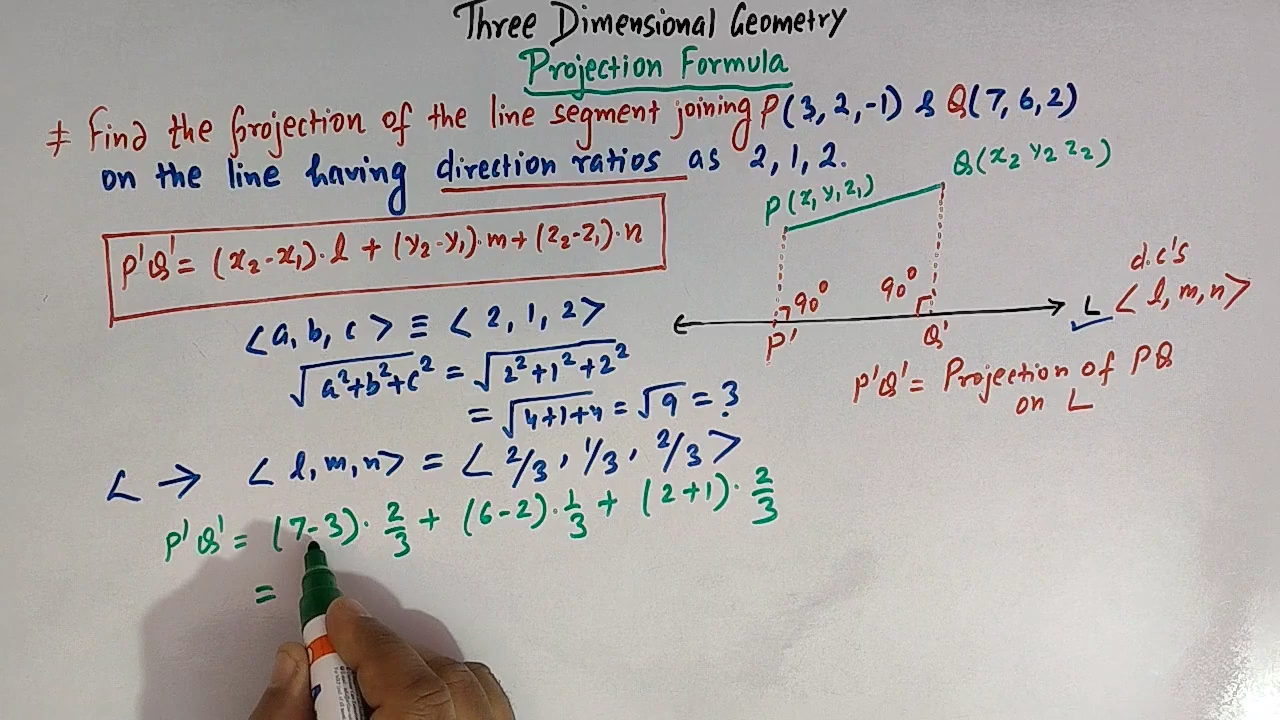 Three Dimensional Geometry
Projection Formula
# Find the projection of the line segment joining P(3, 2, -1) & Q(7, 6, 2)
on the line having direction ratios as 2, 1, 2.
P'Q' = (x₂-x₁)·l + (y₂-y₁)·m + (z₂-z₁)·n
<a, b, c> ≡ <2, 1, 2>
√a²+b²+c² = √2²+1²+2²
= √4+1+4 = √9 = 3
L → <l, m, n> = <2/3, 1/3, 2/3>
P'Q' = (7-3)·2/3 + (6-2)·1/3 + (2+1)·2/3
=
P(x₁ y₁ z₁)
Q(x₂ y₂ z₂)
90°
90°
P'
Q'
L
d.c's
<l, m, n>
P'Q' = Projection of PQ
on L